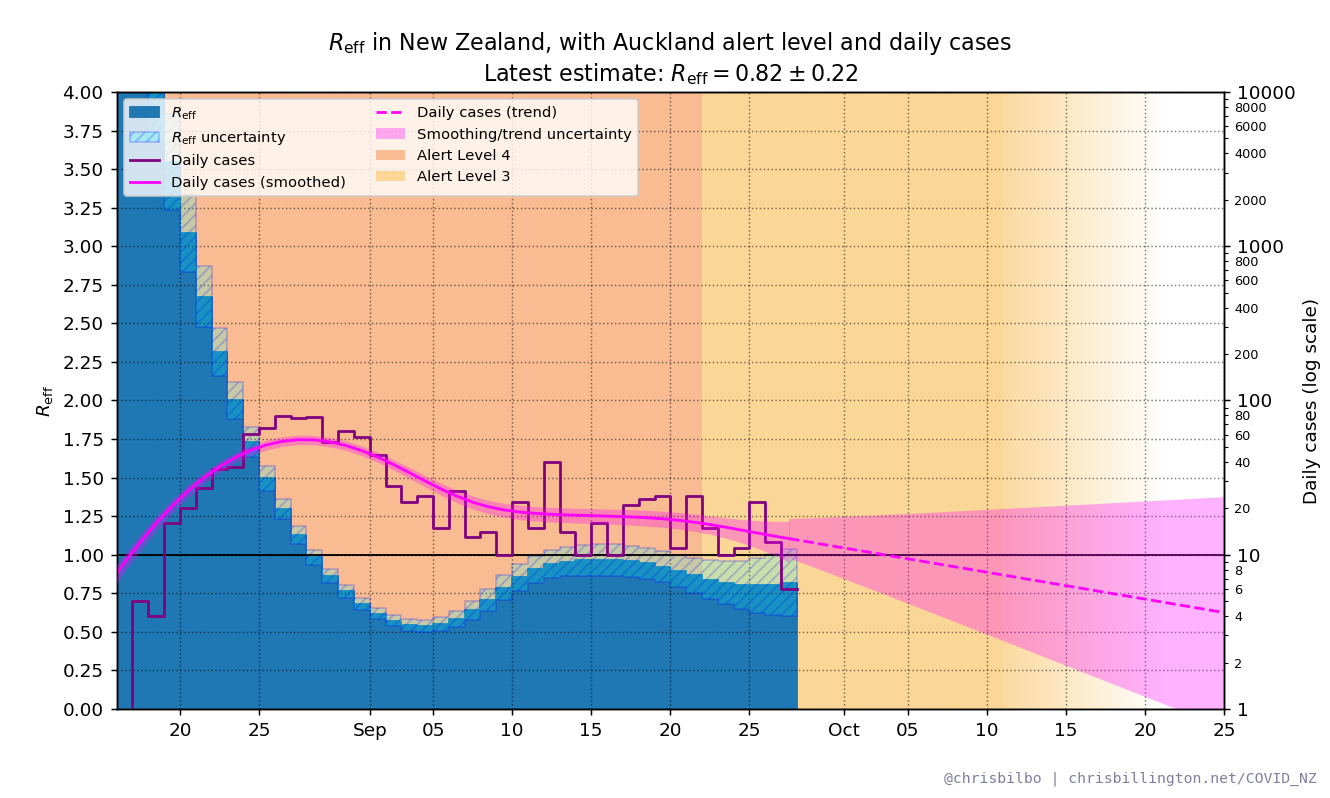 R_eff in New Zealand, with Auckland alert level and daily cases
Latest estimate: R_eff = 0.82 ± 0.22
R_eff
R_eff uncertainty
Daily cases
Daily cases (smoothed)
Daily cases (trend)
Smoothing/trend uncertainty
Alert Level 4
Alert Level 3
R_eff
4.00
3.75
3.50
3.25
3.00
2.75
2.50
2.25
2.00
1.75
1.50
1.25
1.00
0.75
0.50
0.25
0.00
10000
8000
6000
4000
2000
1000
800
600
400
200
100
80
60
40
20
10
8
6
4
2
1
Daily cases (log scale)
20 25 Sep 05 10 15 20 25 Oct 05 10 15 20 25
@chrisbilbo | chrisbillington.net/COVID_NZ